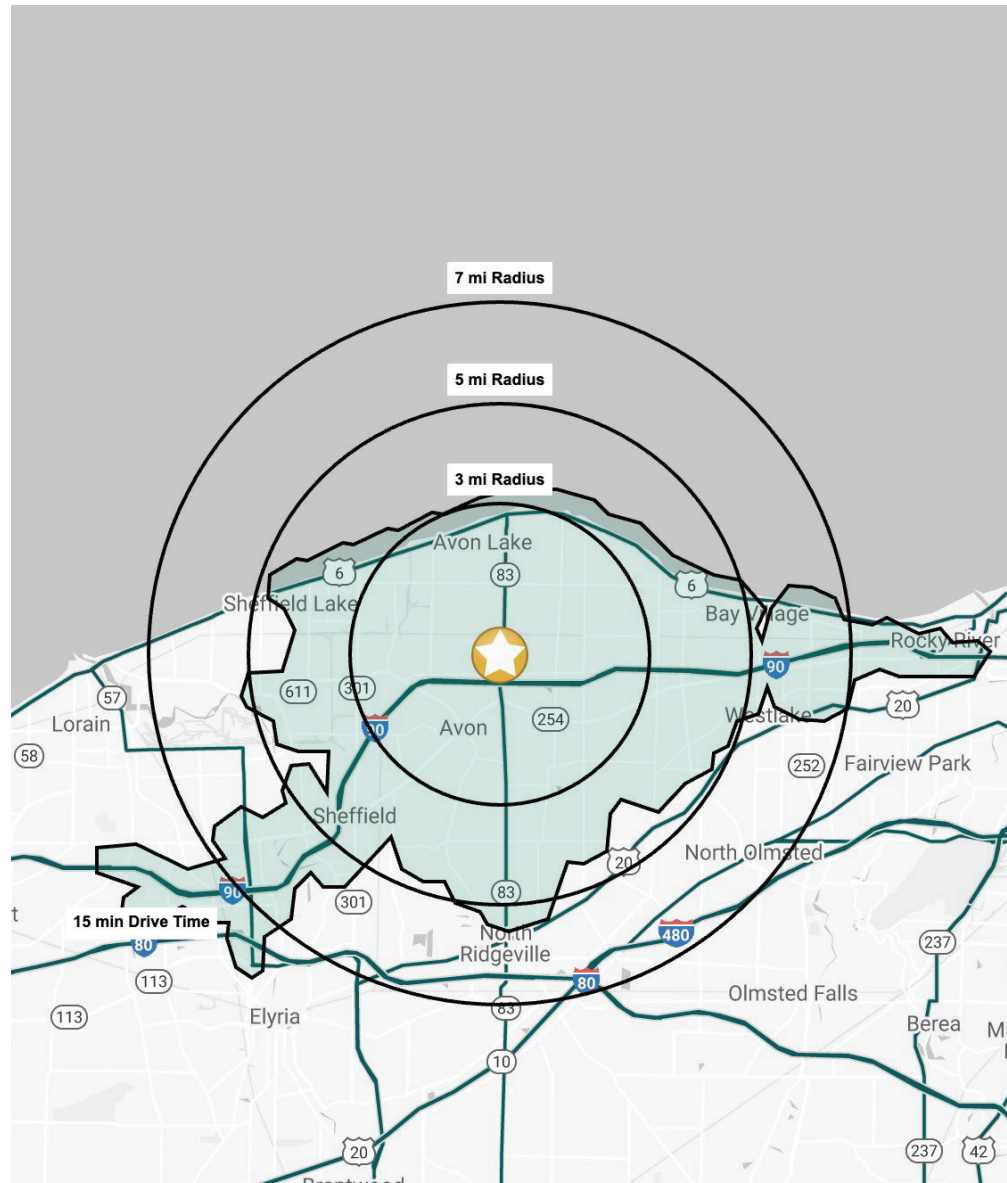 7 mi Radius
5 mi Radius
3 mi Radius
Avon Lake
6
83
6
Sheffield Lake
Bay Village
Rocky River
90
611
301
57
20
Lorain
254
Westlake
90
Avon
58
252
Fairview Park
Sheffield
North Olmsted
20
90
83
301
15 min Drive Time
North
Ridgeville
480
237
80
113
80
Olmsted Falls
83
113
Elyria
Berea
10
20
237
42